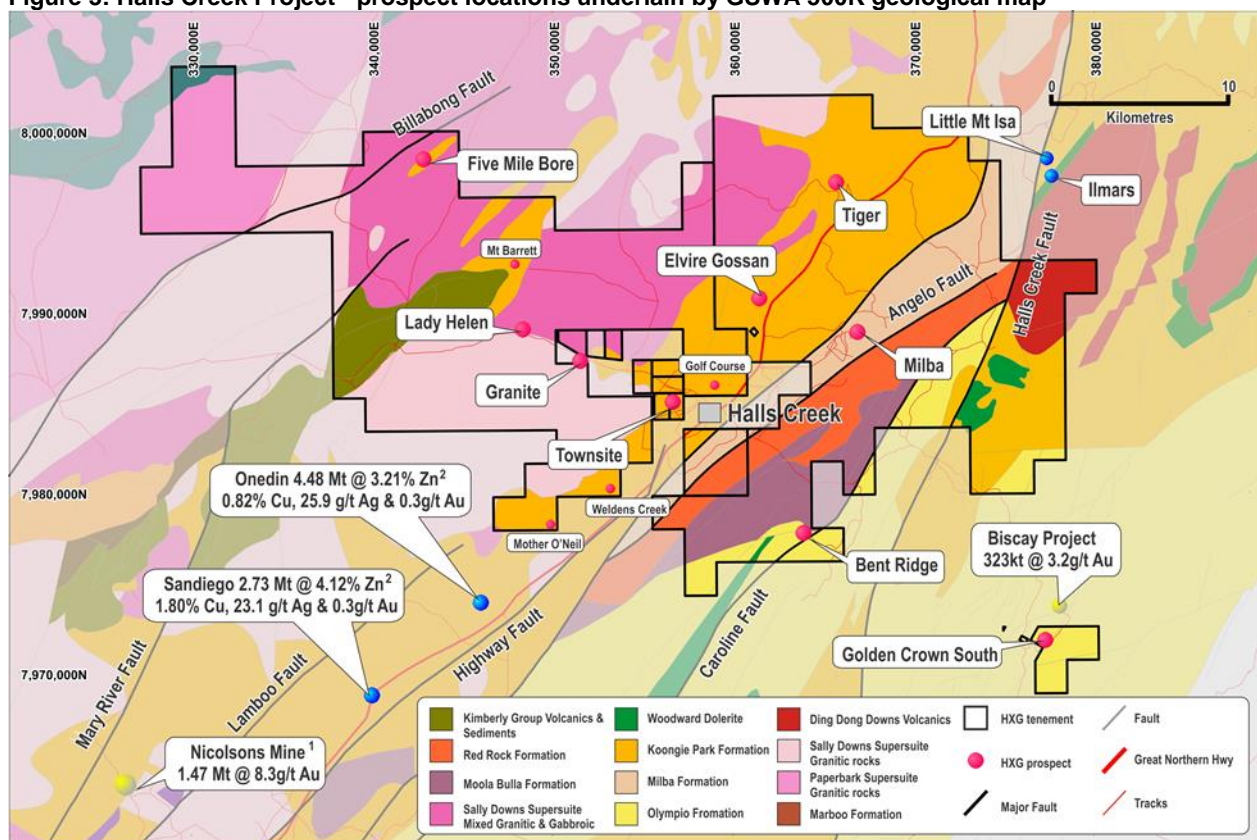 Figure 3: Halls Creek Project - prospect locations underlain by GSWA 500K geological map
330,000E
340,000E
350,000E
360,000E
370,000E
380,000E
0 10
Kilometres
8,000,000N
Billabong Fault
Little Mt Isa
Five Mile Bore
Ilmars
Tiger
Mt Barrett
Elvire Gossan
Halls Creek Fault
Angelo Fault
7,990,000N
Lady Helen
Milba
Golf Course
Granite
Halls Creek
Townsite
Onedin 4.48 Mt @ 3.21% Zn²
0.82% Cu, 25.9 g/t Ag & 0.3g/t Au
7,980,000N
Weldens Creek
Mother O'Neil
Bent Ridge
Biscay Project
323kt @ 3.2g/t Au
Sandiego 2.73 Mt @ 4.12% Zn²
1.80% Cu, 23.1 g/t Ag & 0.3g/t Au
Highway Fault
Caroline Fault
Golden Crown South
7,970,000N
Mary River Fault
Lamboo Fault
Nicolsons Mine ¹
1.47 Mt @ 8.3g/t Au
Kimberly Group Volcanics &
Sediments
Red Rock Formation
Moola Bulla Formation
Sally Downs Supersuite
Mixed Granitic & Gabbroic
Woodward Dolerite
Koongie Park Formation
Milba Formation
Olympio Fromation
Ding Dong Downs Volcanics
Sally Downs Supersuite
Granitic rocks
Paperbark Supersuite
Granitic rocks
Marboo Formation
HXG tenement
HXG prospect
Major Fault
Fault
Great Northern Hwy
Tracks